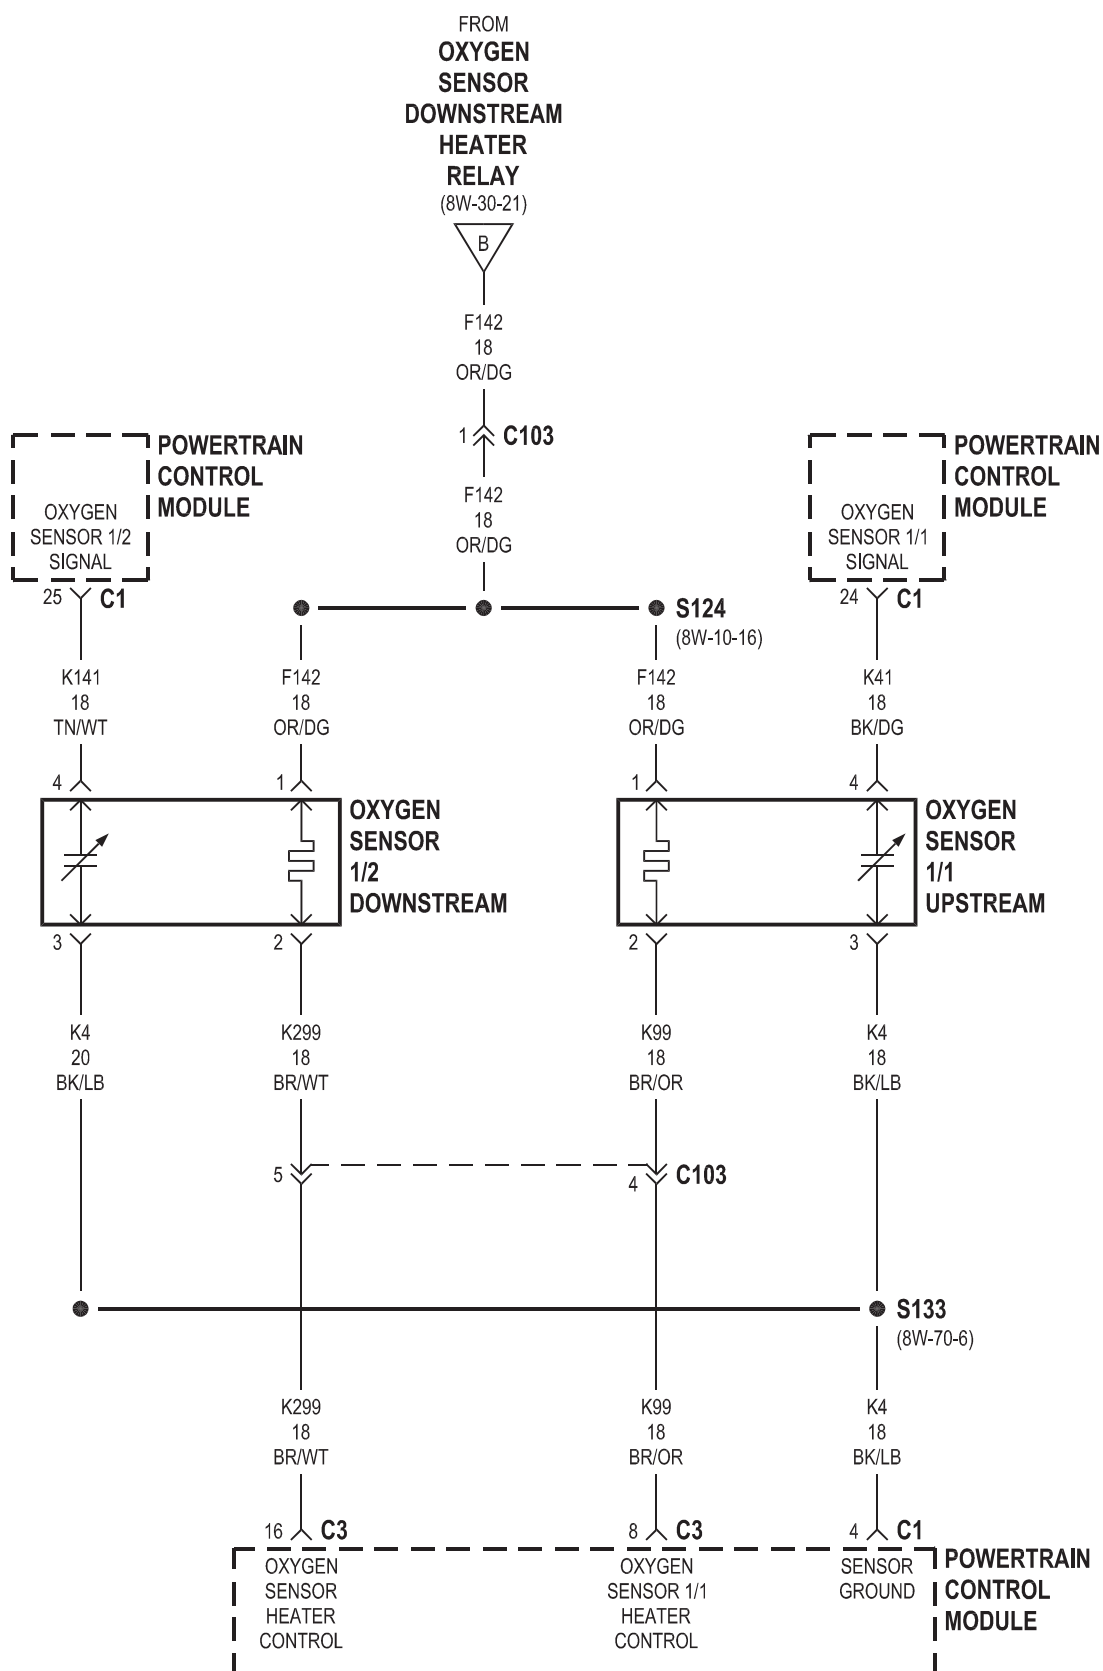 FROM
OXYGEN
SENSOR
DOWNSTREAM
HEATER
RELAY
(8W-30-21)
B
F142
18
OR/DG
1 C103
F142
18
OR/DG
POWERTRAIN
CONTROL
MODULE
OXYGEN
SENSOR 1/2
SIGNAL
25 C1
POWERTRAIN
CONTROL
MODULE
OXYGEN
SENSOR 1/1
SIGNAL
24 C1
S124
(8W-10-16)
K141
18
TN/WT
F142
18
OR/DG
F142
18
OR/DG
K41
18
BK/DG
4 1 1 4
OXYGEN
SENSOR
1/2
DOWNSTREAM
OXYGEN
SENSOR
1/1
UPSTREAM
3 2 2 3
K4
20
BK/LB
K299
18
BR/WT
K99
18
BR/OR
K4
18
BK/LB
5 4 C103
S133
(8W-70-6)
K299
18
BR/WT
K99
18
BR/OR
K4
18
BK/LB
16 C3 8 C3 4 C1
OXYGEN
SENSOR
HEATER
CONTROL
OXYGEN
SENSOR 1/1
HEATER
CONTROL
SENSOR
GROUND
POWERTRAIN
CONTROL
MODULE